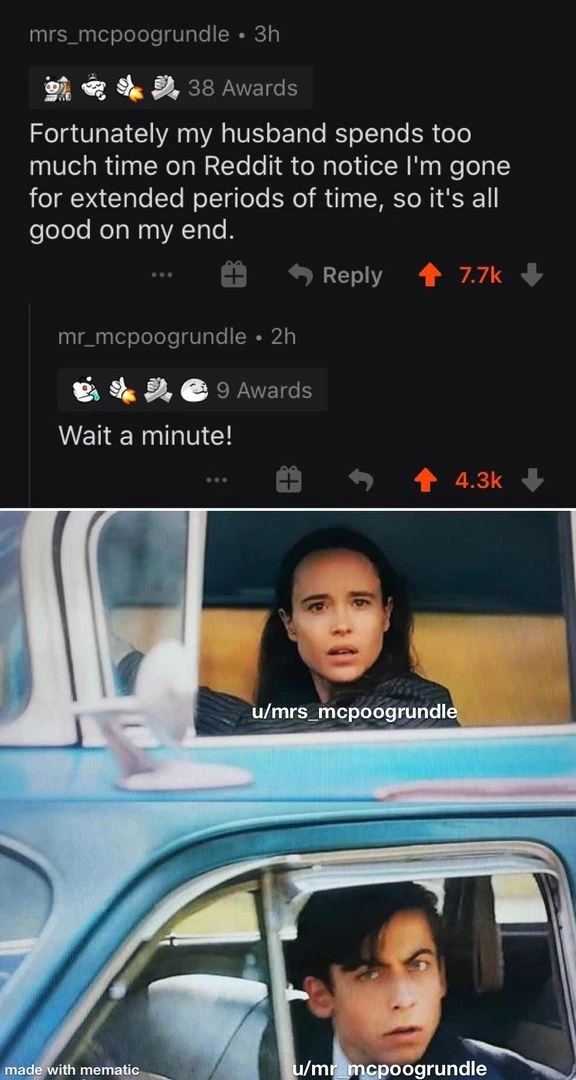 mrs_mcpoogrundle • 3h
38 Awards
Fortunately my husband spends too
much time on Reddit to notice I'm gone
for extended periods of time, so it's all
good on my end.
Reply 7.7k
mr_mcpoogrundle • 2h
9 Awards
Wait a minute!
4.3k
u/mrs_mcpoogrundle
u/mr_mcpoogrundle
made with mematic